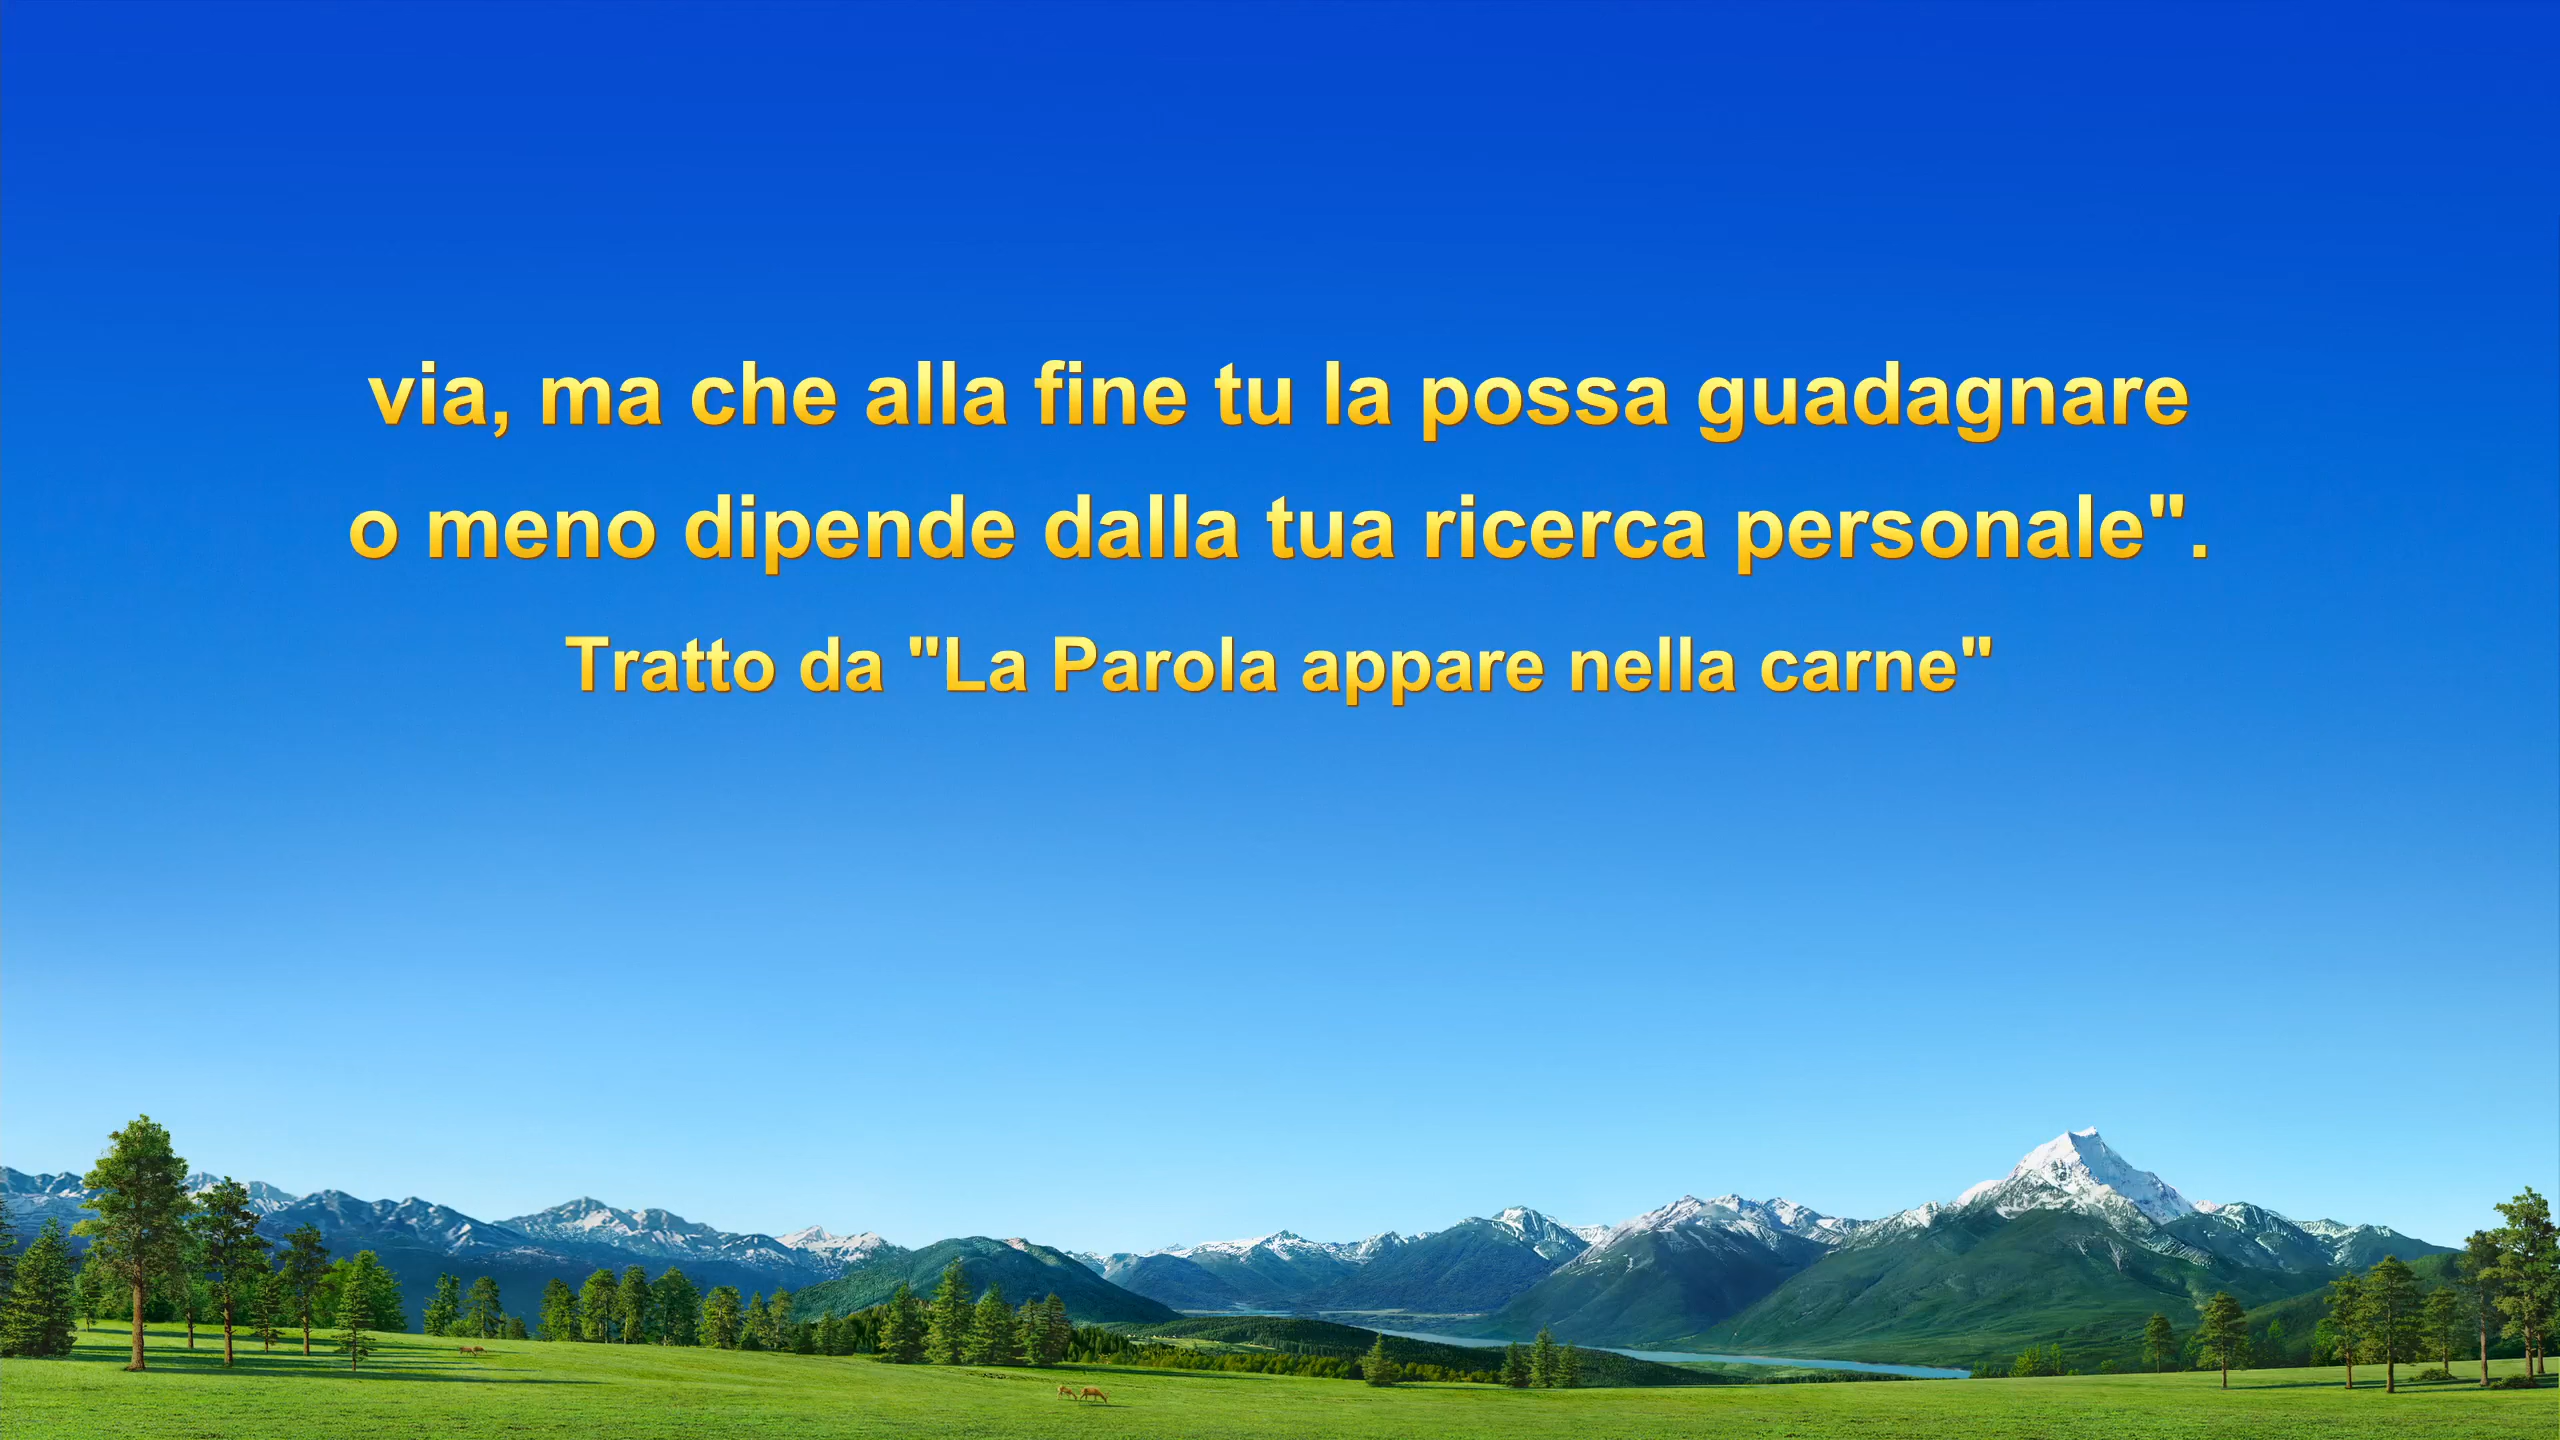 via, ma che alla fine tu la possa guadagnare
o meno dipende dalla tua ricerca personale".
Tratto da "La Parola appare nella carne"